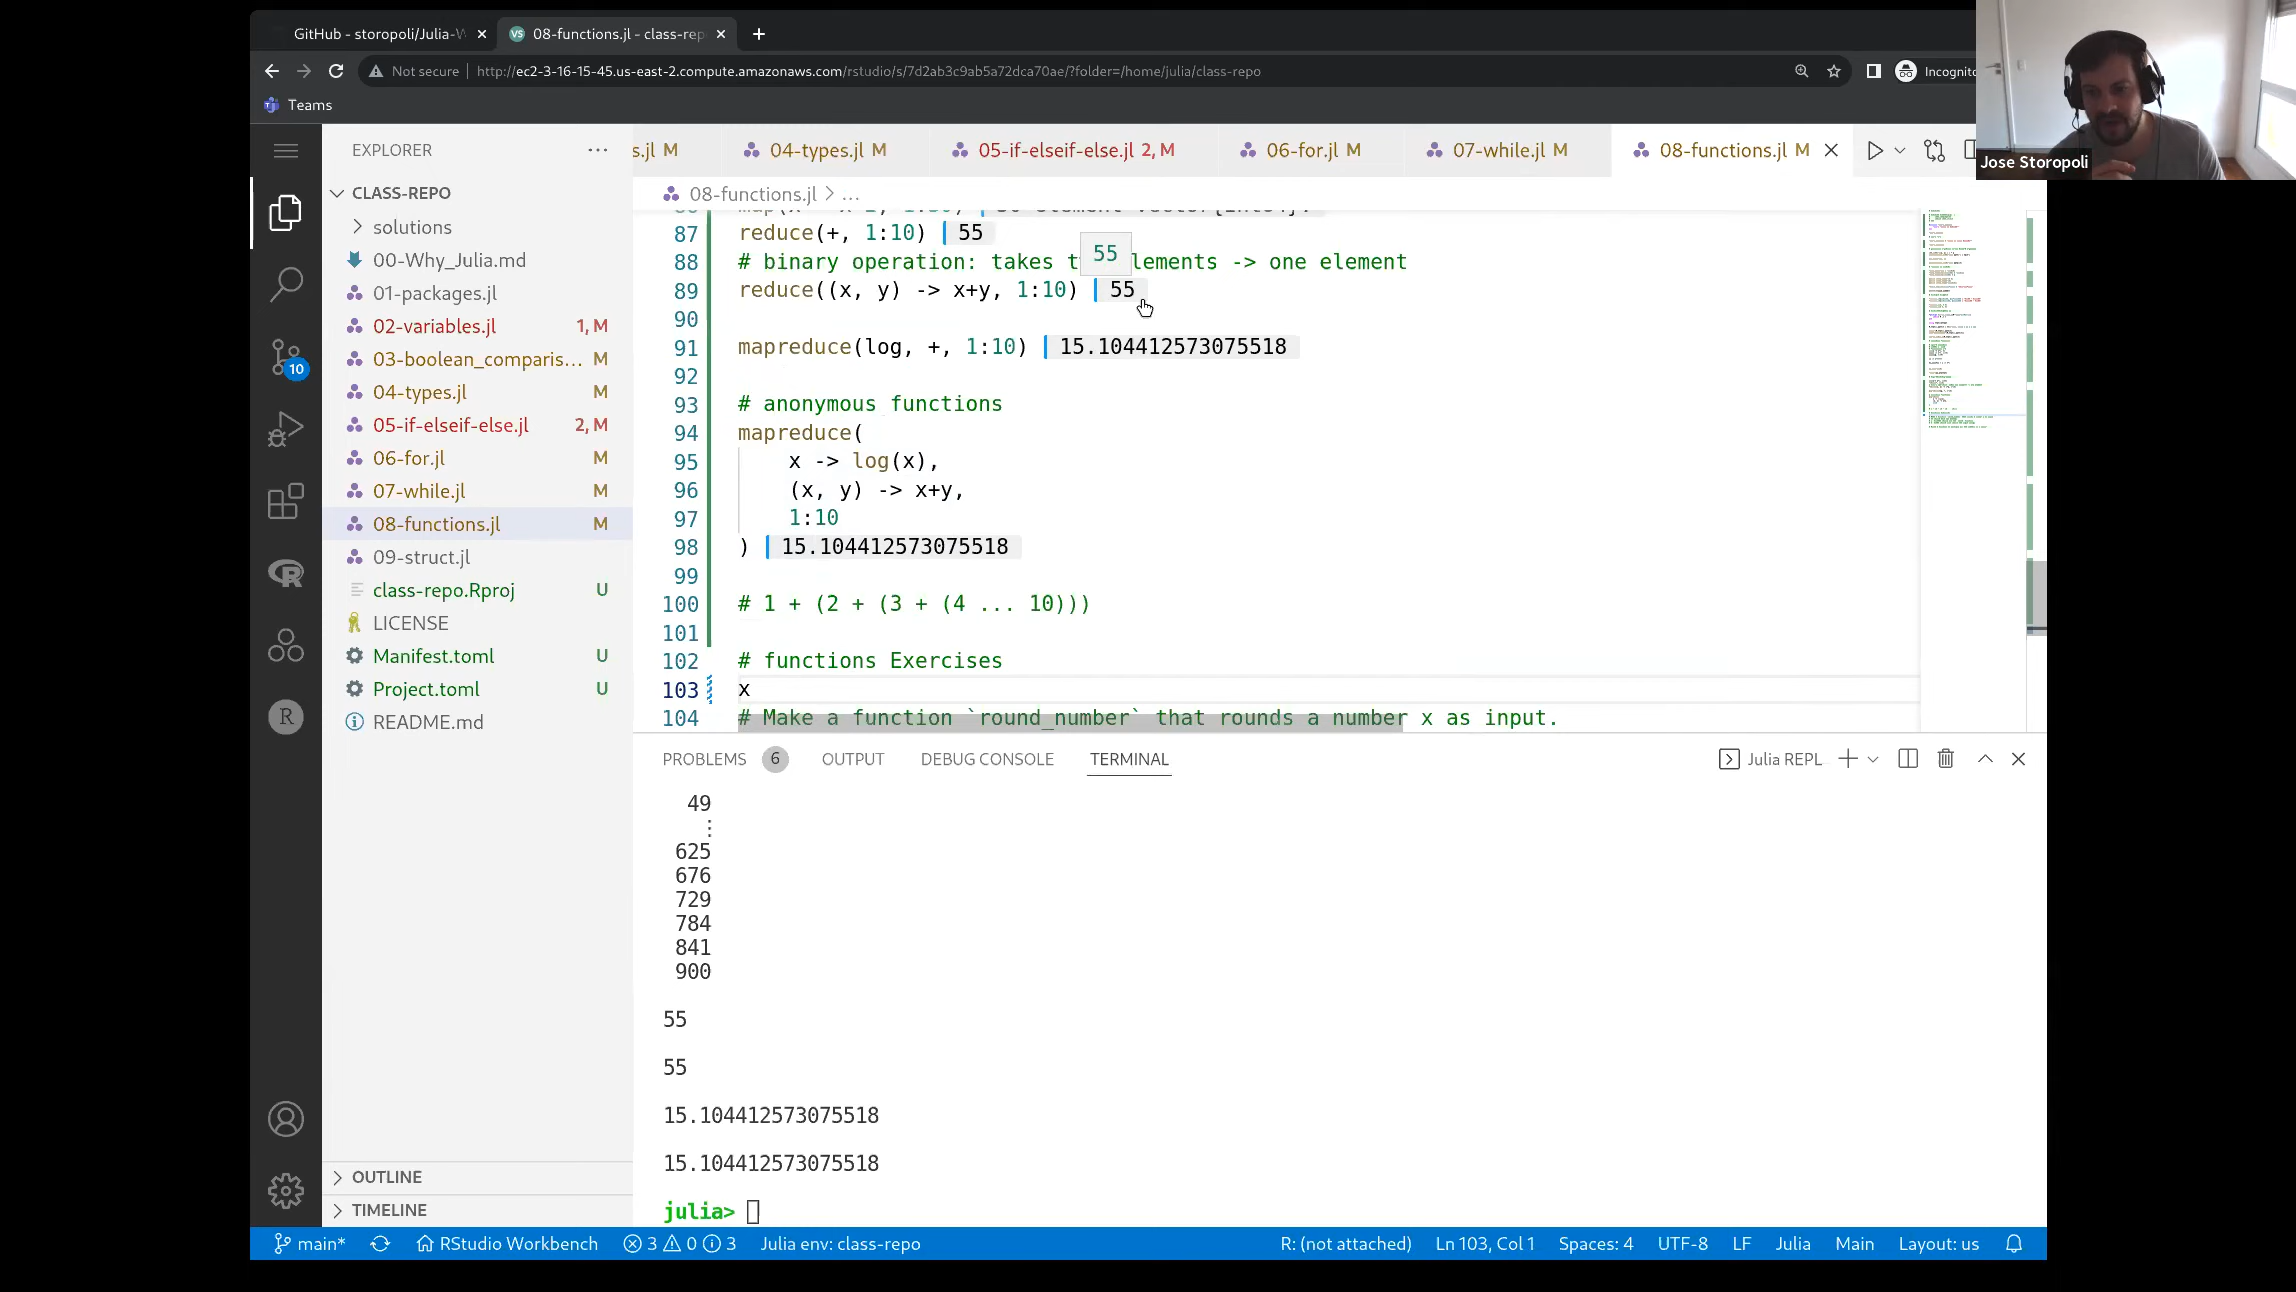 GitHub - storopoli/Julia-W
08-functions.jl - class-rep
Not secure
http://ec2-3-16-15-45.us-east-2.compute.amazonaws.com/rstudio/s/7d2ab3c9ab5a72dca70ae/?folder=/home/julia/class-repo
Incognito
Teams
Jose Storopoli
EXPLORER
CLASS-REPO
solutions
00-Why_Julia.md
01-packages.jl
02-variables.jl 1, M
03-boolean_comparis... M
04-types.jl M
05-if-elseif-else.jl 2, M
06-for.jl M
07-while.jl M
08-functions.jl M
09-struct.jl
class-repo.Rproj U
LICENSE
Manifest.toml U
Project.toml U
README.md
OUTLINE
TIMELINE
10
s.jl M
04-types.jl M
05-if-elseif-else.jl 2, M
06-for.jl M
07-while.jl M
08-functions.jl M
08-functions.jl > ...
87 reduce(+, 1:10) 55
88 # binary operation: takes t lements -> one element
55
89 reduce((x, y) -> x+y, 1:10) 55
90
91 mapreduce(log, +, 1:10) 15.104412573075518
92
93 # anonymous functions
94 mapreduce(
95 x -> log(x),
96 (x, y) -> x+y,
97 1:10
98 ) 15.104412573075518
99
100 # 1 + (2 + (3 + (4 ... 10)))
101
102 # functions Exercises
103 x
104 # Make a function `round_number` that rounds a number x as input.
PROBLEMS 6 OUTPUT DEBUG CONSOLE TERMINAL
Julia REPL
49
⋮
625
676
729
784
841
900
55
55
15.104412573075518
15.104412573075518
julia>
main* RStudio Workbench 3 0 3 Julia env: class-repo
R: (not attached) Ln 103, Col 1 Spaces: 4 UTF-8 LF Julia Main Layout: us